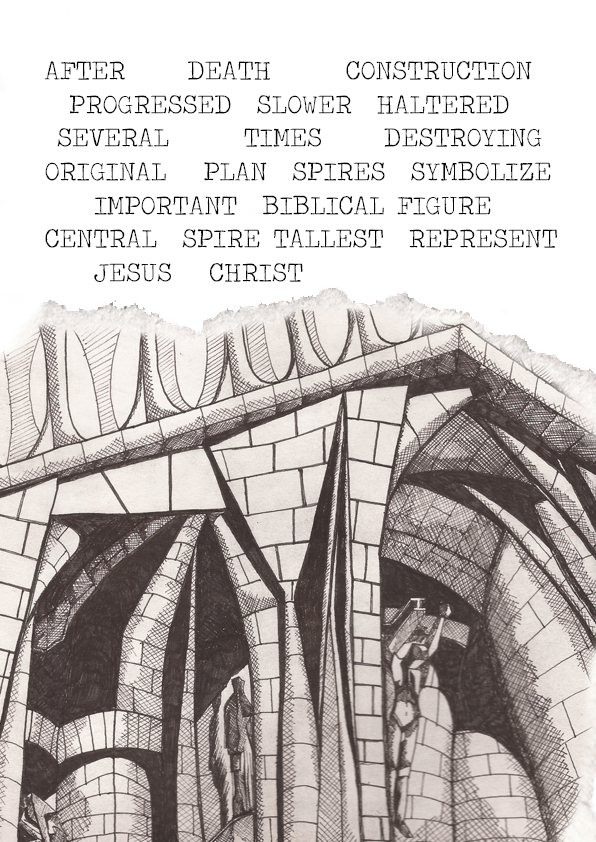 AFTER DEATH CONSTRUCTION
PROGRESSED SLOWER HALTERED
SEVERAL TIMES DESTROYING
ORIGINAL PLAN SPIRES SYMBOLIZE
IMPORTANT BIBLICAL FIGURE
CENTRAL SPIRE TALLEST REPRESENT
JESUS CHRIST